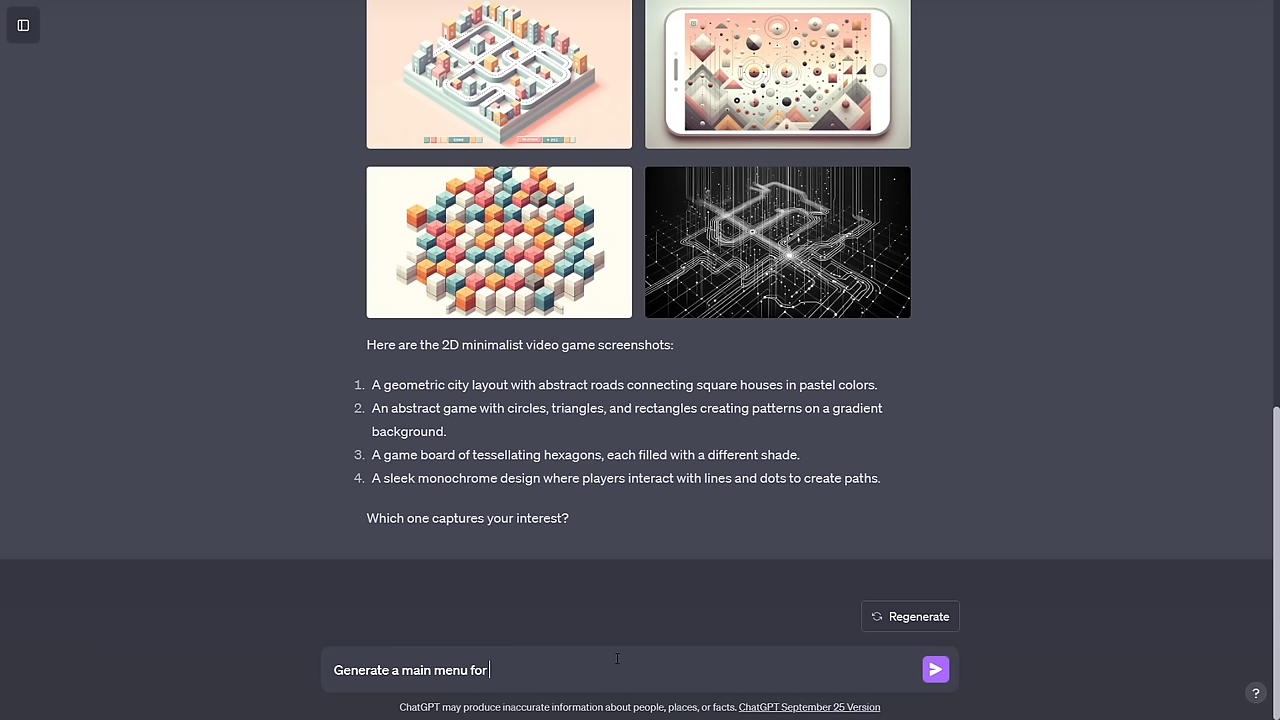 Here are the 2D minimalist video game screenshots:
1. A geometric city layout with abstract roads connecting square houses in pastel colors.
2. An abstract game with circles, triangles, and rectangles creating patterns on a gradient
background.
3. A game board of tessellating hexagons, each filled with a different shade.
4. A sleek monochrome design where players interact with lines and dots to create paths.
Which one captures your interest?
Regenerate
Generate a main menu for
ChatGPT may produce inaccurate information about people, places, or facts. ChatGPT September 25 Version
?